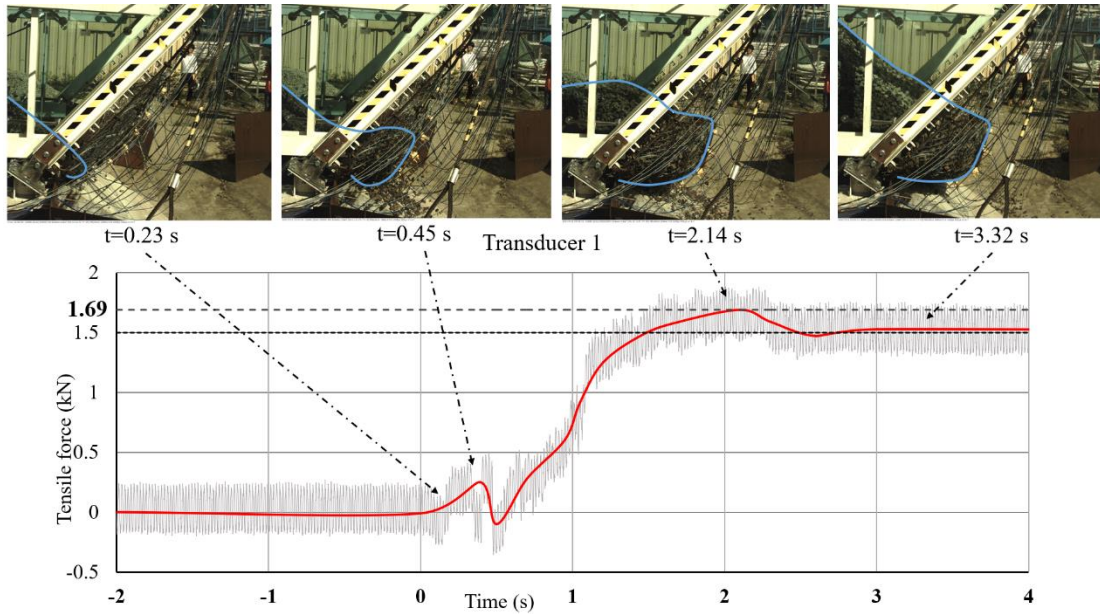 t=0.23 s
t=0.45 s
Transducer 1
t=2.14 s
t=3.32 s
2
1.69
1.5
1
0.5
0
-0.5
Tensile force (kN)
-2
-1
0
1
2
3
4
Time (s)